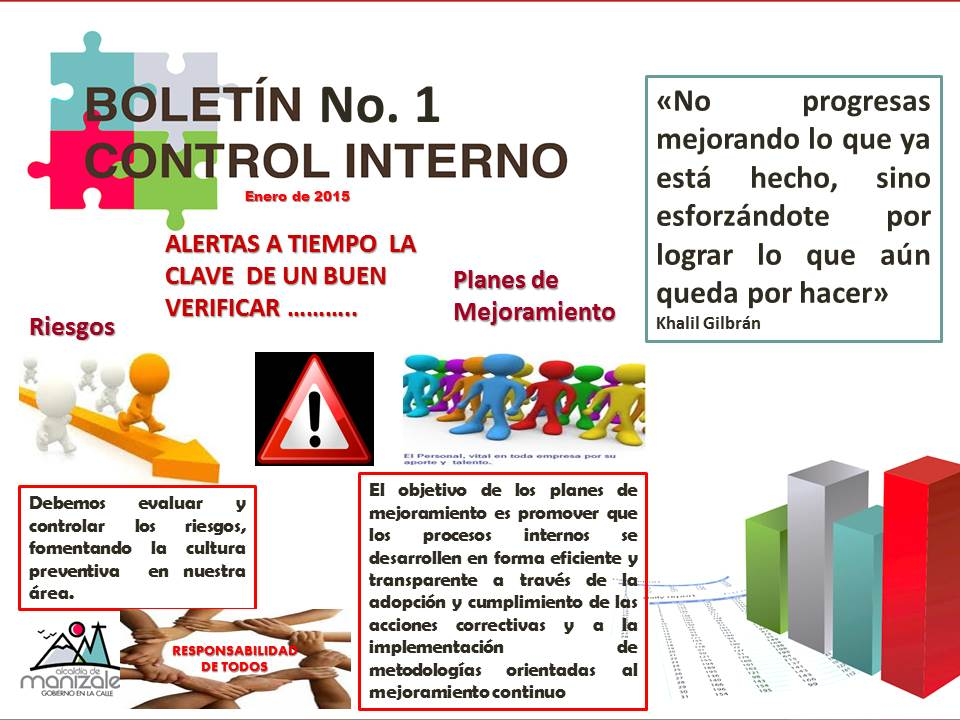 BOLETÍN No. 1
CONTROL INTERNO
Enero de 2015
«No progresas
mejorando lo que ya
está hecho, sino
esforzándote por
lograr lo que aún
queda por hacer»
Khalil Gilbrán
ALERTAS A TIEMPO LA
CLAVE DE UN BUEN
VERIFICAR ………..
Riesgos
Planes de
Mejoramiento
El Personal, vital en toda empresa por su
aporte y talento.
Debemos evaluar y
controlar los riesgos,
fomentando la cultura
preventiva en nuestra
área.
El objetivo de los planes de
mejoramiento es promover que
los procesos internos se
desarrollen en forma eficiente y
transparente a través de la
adopción y cumplimiento de las
acciones correctivas y a la
implementación de
metodologías orientadas al
mejoramiento continuo
alcaldía de
manizale
GOBIERNO EN LA CALLE
RESPONSABILIDAD
DE TODOS